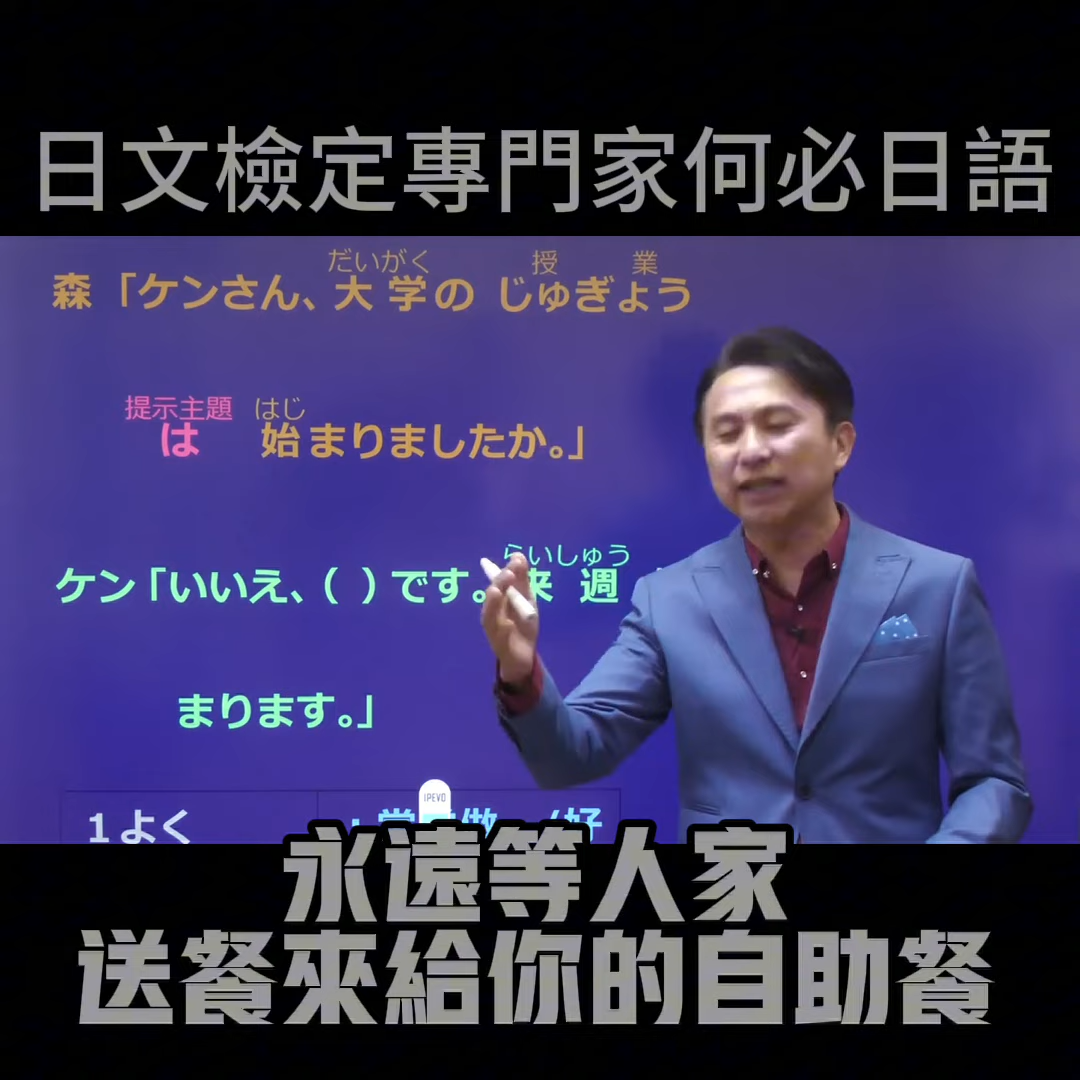 日文檢定專門家何必日語
だいがく 授 業
森「ケンさん、大学の じゅぎょう
提示主題 はじ
は 始まりましたか。」
ケン「いいえ、( )です。来 週
らいしゅう
まります。」
IPEVO
1よく
永遠等人家
送餐來給你的自助餐